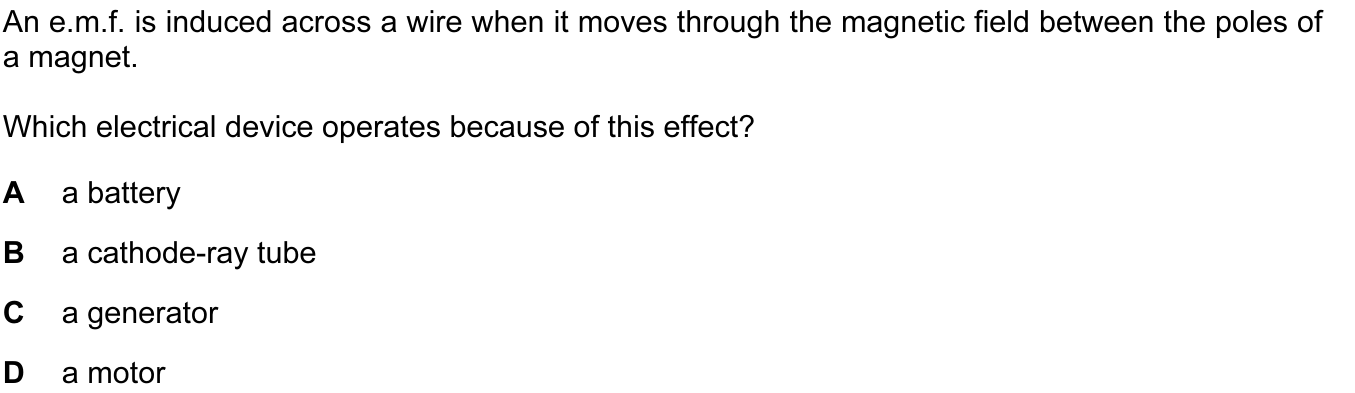 An e.m.f. is induced across a wire when it moves through the magnetic field between the poles of
a magnet.
Which electrical device operates because of this effect?
A a battery
B a cathode-ray tube
C a generator
D a motor